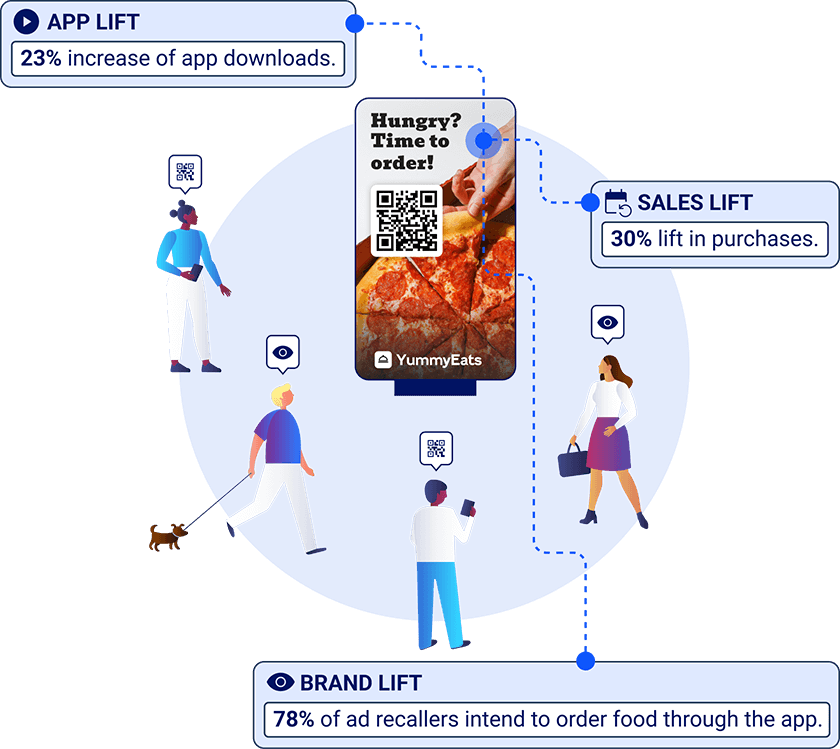 APP LIFT
23% increase of app downloads.
Hungry?
Time to
order!
SALES LIFT
30% lift in purchases.
YummyEats
BRAND LIFT
78% of ad recallers intend to order food through the app.